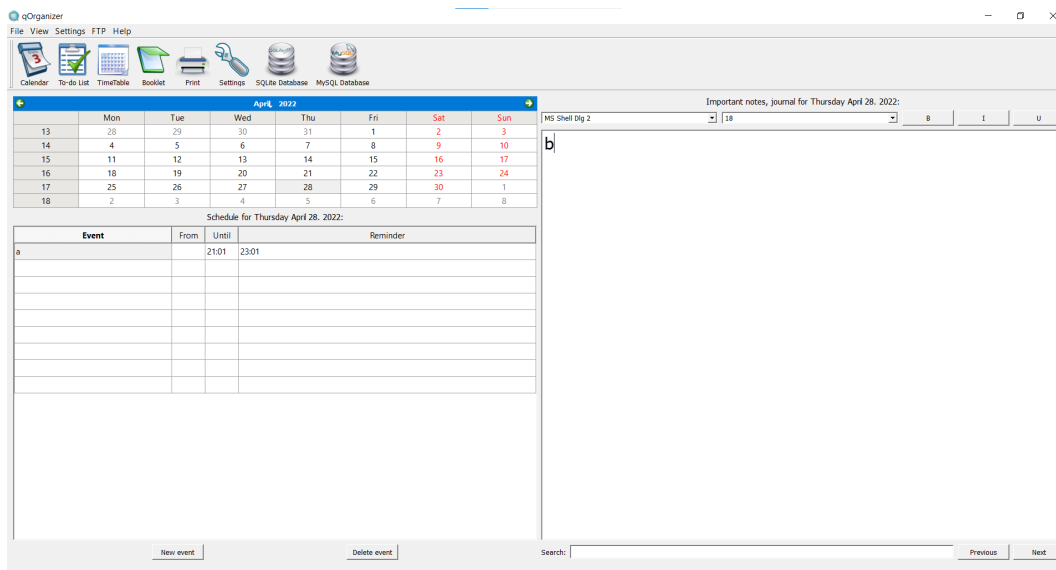 qOrganizer
File View Settings FTP Help
Calendar To-do List TimeTable Booklet Print Settings SQLite Database MySQL Database
April, 2022
Mon Tue Wed Thu Fri Sat Sun
13 28 29 30 31 1 2 3
14 4 5 6 7 8 9 10
15 11 12 13 14 15 16 17
16 18 19 20 21 22 23 24
17 25 26 27 28 29 30 1
18 2 3 4 5 6 7 8
Schedule for Thursday April 28. 2022:
Event From Until Reminder
a 21:01 23:01
New event Delete event
Important notes, journal for Thursday April 28. 2022:
MS Shell Dlg 2 18 B I U
b
Search: Previous Next